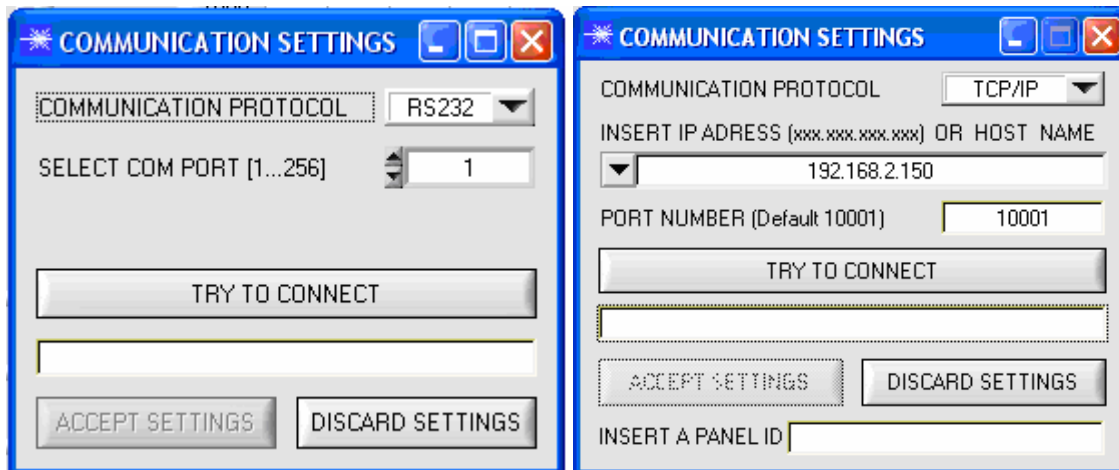 COMMUNICATION SETTINGS
COMMUNICATION PROTOCOL RS232
SELECT COM PORT [1...256] 1
TRY TO CONNECT
ACCEPT SETTINGS DISCARD SETTINGS
COMMUNICATION SETTINGS
COMMUNICATION PROTOCOL TCP/IP
INSERT IP ADRESS (xxx.xxx.xxx.xxx) OR HOST NAME
192.168.2.150
PORT NUMBER (Default 10001) 10001
TRY TO CONNECT
ACCEPT SETTINGS DISCARD SETTINGS
INSERT A PANEL ID